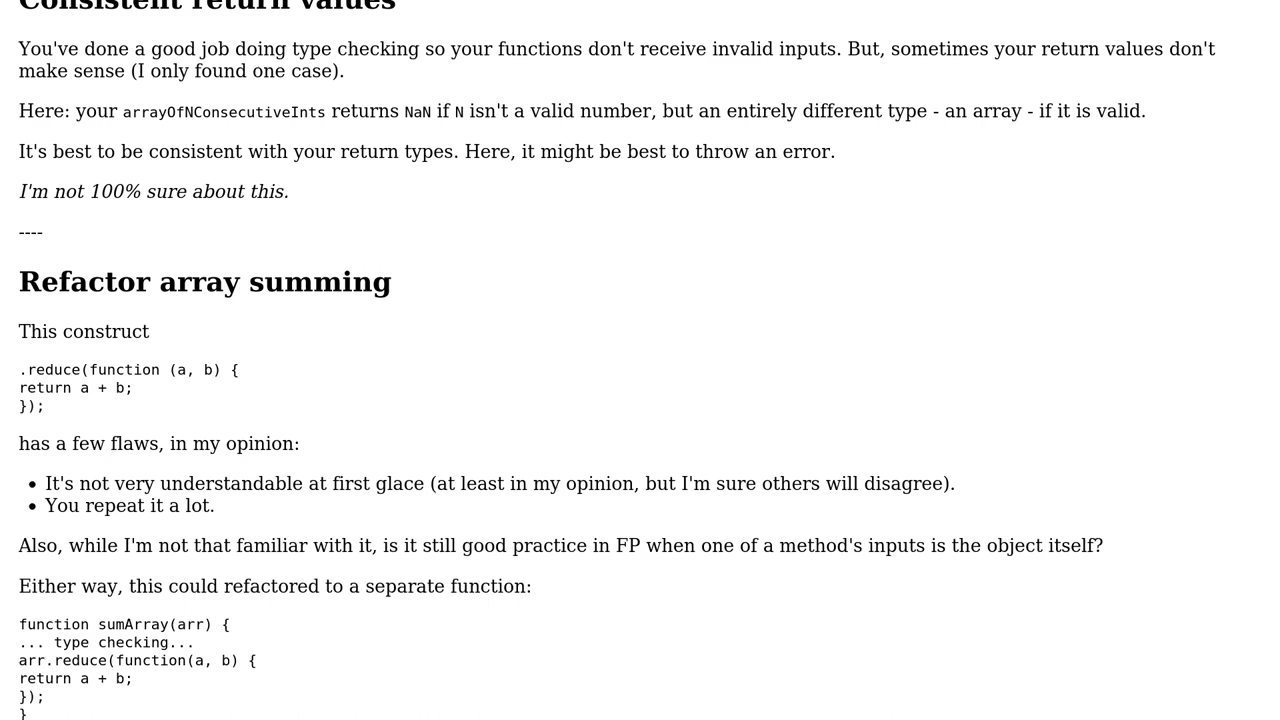 Consistent return values
You've done a good job doing type checking so your functions don't receive invalid inputs. But, sometimes your return values don't
make sense (I only found one case).
Here: your arrayOfNConsecutiveInts returns NaN if N isn't a valid number, but an entirely different type - an array - if it is valid.
It's best to be consistent with your return types. Here, it might be best to throw an error.
I'm not 100% sure about this.
----
Refactor array summing
This construct
.reduce(function (a, b) {
return a + b;
});
has a few flaws, in my opinion:
• It's not very understandable at first glace (at least in my opinion, but I'm sure others will disagree).
• You repeat it a lot.
Also, while I'm not that familiar with it, is it still good practice in FP when one of a method's inputs is the object itself?
Either way, this could refactored to a separate function:
function sumArray(arr) {
... type checking...
arr.reduce(function(a, b) {
return a + b;
});
}